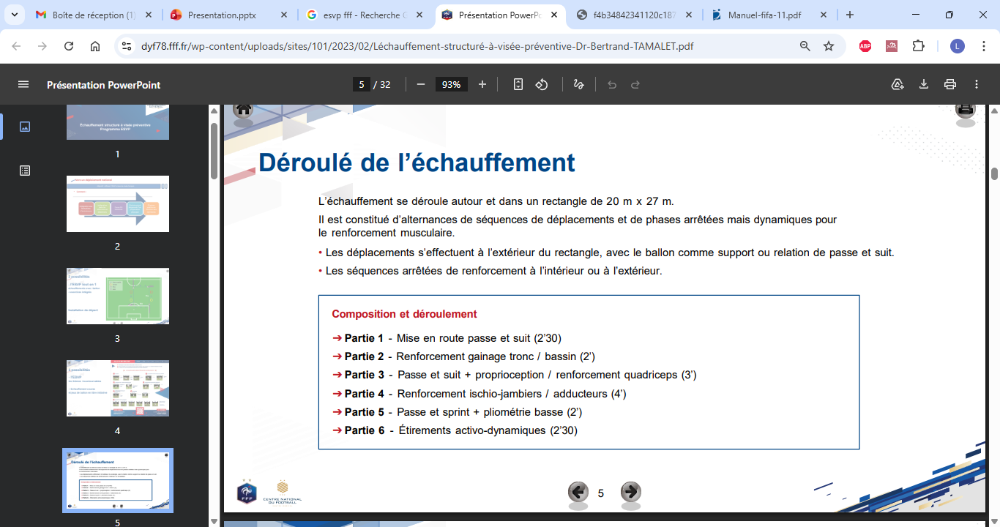 Boîte de réception (1)
Presentation.pptx
esvp fff - Recherche G
Présentation PowerPo
f4b34842341120c187
Manuel-fifa-11.pdf
dyf78.fff.fr/wp-content/uploads/sites/101/2023/02/Léchauffement-structuré-à-visée-préventive-Dr-Bertrand-TAMALET.pdf
ABP
L
Présentation PowerPoint
5 / 32
93%
Échauffement structuré à visée préventive
Programme ESVP
1
2
3
4
5
Déroulé de l'échauffement
L'échauffement se déroule autour et dans un rectangle de 20 m x 27 m.
Il est constitué d'alternances de séquences de déplacements et de phases arrêtées mais dynamiques pour
le renforcement musculaire.
• Les déplacements s'effectuent à l'extérieur du rectangle, avec le ballon comme support ou relation de passe et suit.
• Les séquences arrêtées de renforcement à l'intérieur ou à l'extérieur.
Composition et déroulement
➔ Partie 1 - Mise en route passe et suit (2'30)
➔ Partie 2 - Renforcement gainage tronc / bassin (2')
➔ Partie 3 - Passe et suit + proprioception / renforcement quadriceps (3')
➔ Partie 4 - Renforcement ischio-jambiers / adducteurs (4')
➔ Partie 5 - Passe et sprint + pliométrie basse (2')
➔ Partie 6 - Étirements activo-dynamiques (2'30)
FFF
CENTRE NATIONAL
DU FOOTBALL
5